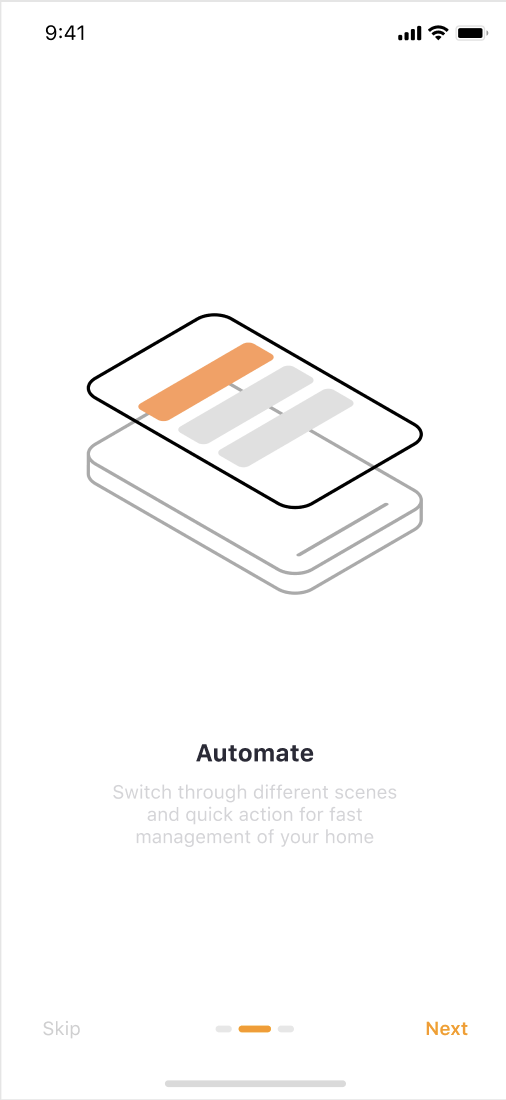 9:41
Automate
Switch through different scenes
and quick action for fast
management of your home
Skip
Next